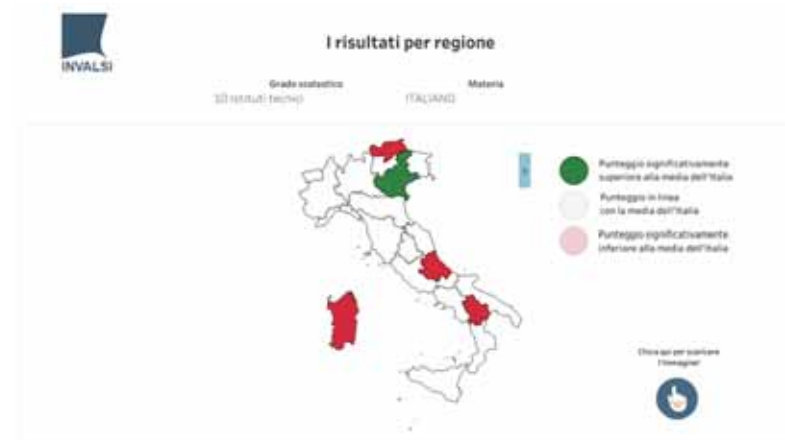 INVALSI
I risultati per regione
Grado scolastico
Materia
10 Istituti tecnici
ITALIANO
Punteggio significativamente
superiore alla media dell'Italia
Punteggio in linea
con la media dell'Italia
Punteggio significativamente
inferiore alla media dell'Italia
Clicca qui per scaricare
l'immagine!